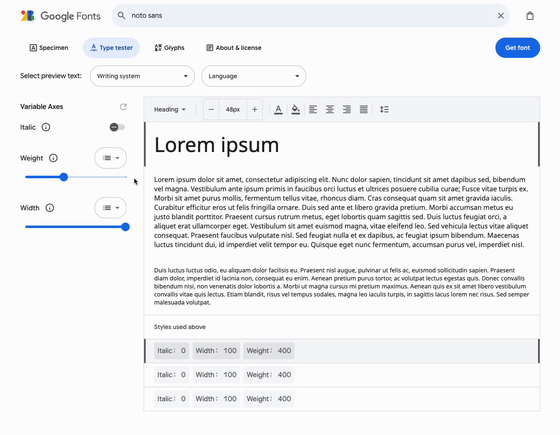 Google Fonts
noto sans
Specimen
Type tester
Glyphs
About & license
Get font
Select preview text:
Writing system
Language
Variable Axes
Italic
Weight
Width
Heading
48px
Lorem ipsum
Lorem ipsum dolor sit amet, consectetur adipiscing elit. Nunc dolor sapien, tincidunt sit amet dapibus sed, bibendum
vel magna. Vestibulum ante ipsum primis in faucibus orci luctus et ultrices posuere cubilia curae; Fusce vitae turpis ex.
Morbi sit amet purus mollis, fermentum tellus vitae, rhoncus diam. Cras consequat quam sit amet gravida iaculis.
Curabitur efficitur orci quis ullamcorper viverra. Duis sed ante et libero gravida pretium. Morbi accumsan metus eu
justo blandit porttitor. Praesent cursus rutrum metus, eget lobortis quam sagittis sed. Duis luctus feugiat orci, a
aliquet erat ullamcorper eget. Vestibulum sit amet euismod magna, vitae eleifend leo. Sed vehicula lectus vitae aliquam
consequat. Praesent faucibus vulputate nisl. Sed feugiat nulla et ex dapibus, ac feugiat ipsum bibendum. Maecenas
luctus tincidunt dui, id imperdiet velit tempor eu. Quisque eget nunc fermentum, accumsan purus vel, imperdiet nisl.
Duis luctus luctus odio, eu aliquam dolor facilisis eu. Praesent nisl augue, pulvinar ut felis ac, euismod sollicitudin sapien. Praesent
diam dolor, imperdiet id lacinia non, consequat eu enim. Aenean pretium purus tortor, ac volutpat lectus egestas quis. Donec convallis
bibendum nisi, non venenatis dolor lobortis a. Morbi ut magna cursus mi pretium maximus. Aenean quis ex sit amet libero vestibulum
convallis vitae at turpis. Etiam blandit, risus vel tempus sodales, magna leo iaculis turpis, in sagittis lacus lorem nec risus. Sed semper
malesuada volutpat.
Styles used above
Italic: 0 Width: 100 Weight: 400
Italic: 0 Width: 100 Weight: 400
Italic: 0 Width: 100 Weight: 400